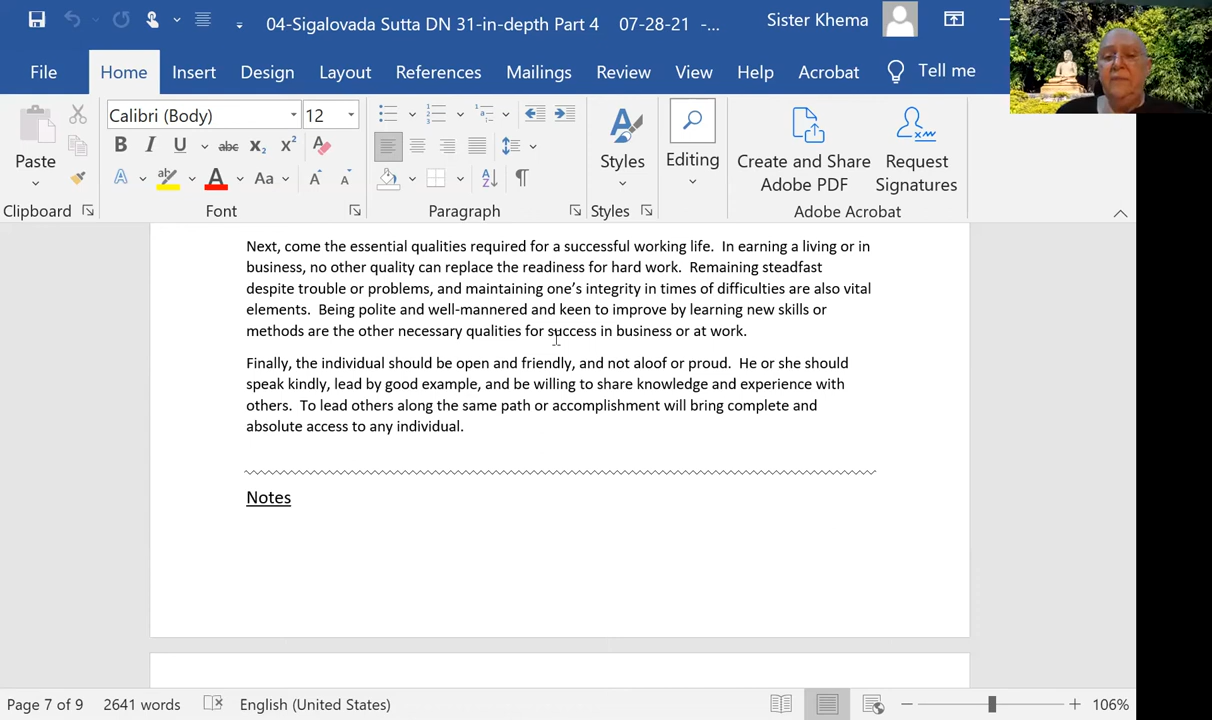 04-Sigalovada Sutta DN 31-in-depth Part 4 07-28-21 -...
Sister Khema
File Home Insert Design Layout References Mailings Review View Help Acrobat Tell me
Paste
Clipboard
Calibri (Body) 12
B I U abc X2 X2 A
A ab A Aa A A
Font
Paragraph
Styles
Styles
Editing
Create and Share
Adobe PDF
Request
Signatures
Adobe Acrobat
Next, come the essential qualities required for a successful working life. In earning a living or in
business, no other quality can replace the readiness for hard work. Remaining steadfast
despite trouble or problems, and maintaining one’s integrity in times of difficulties are also vital
elements. Being polite and well-mannered and keen to improve by learning new skills or
methods are the other necessary qualities for success in business or at work.
Finally, the individual should be open and friendly, and not aloof or proud. He or she should
speak kindly, lead by good example, and be willing to share knowledge and experience with
others. To lead others along the same path or accomplishment will bring complete and
absolute access to any individual.
Notes
Page 7 of 9 2641 words English (United States) 106%